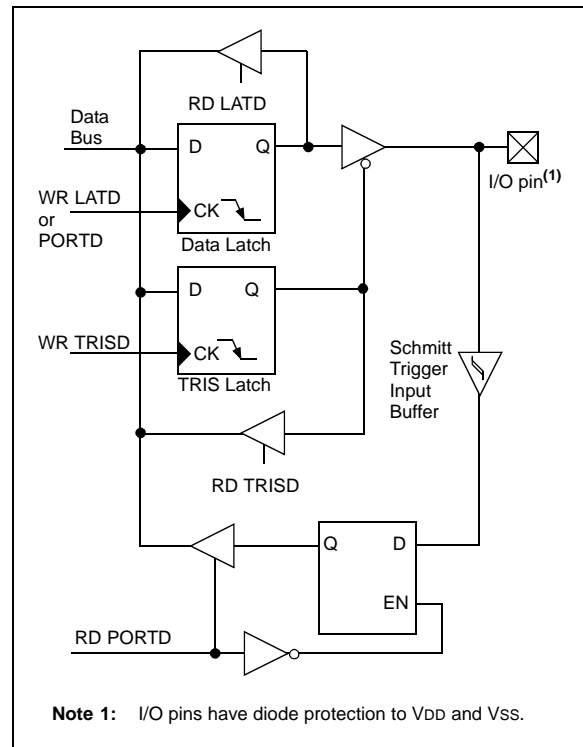 RD LATD
Data
Bus
D Q
I/O pin(1)
WR LATD
or
PORTD
CK
Data Latch
D Q
WR TRISD
CK
TRIS Latch
Schmitt
Trigger
Input
Buffer
RD TRISD
Q D
EN
RD PORTD
Note 1: I/O pins have diode protection to VDD and VSS.